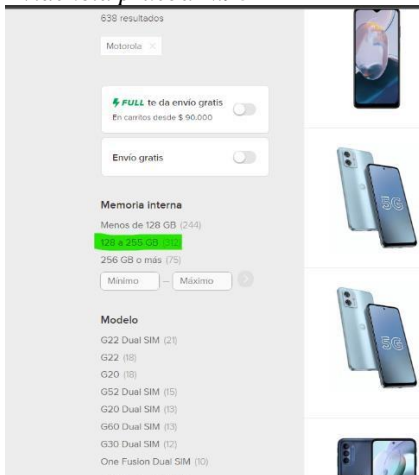 638 resultados
Motorola ×
FULL te da envío gratis
En carritos desde $ 90.000
Envío gratis
Memoria interna
Menos de 128 GB (244)
128 a 255 GB (312)
256 GB o más (75)
Mínimo – Máximo
Modelo
G22 Dual SIM (21)
G22 (18)
G20 (18)
G52 Dual SIM (15)
G20 Dual SIM (13)
G60 Dual SIM (13)
G30 Dual SIM (12)
One Fusion Dual SIM (10)
5G
5G